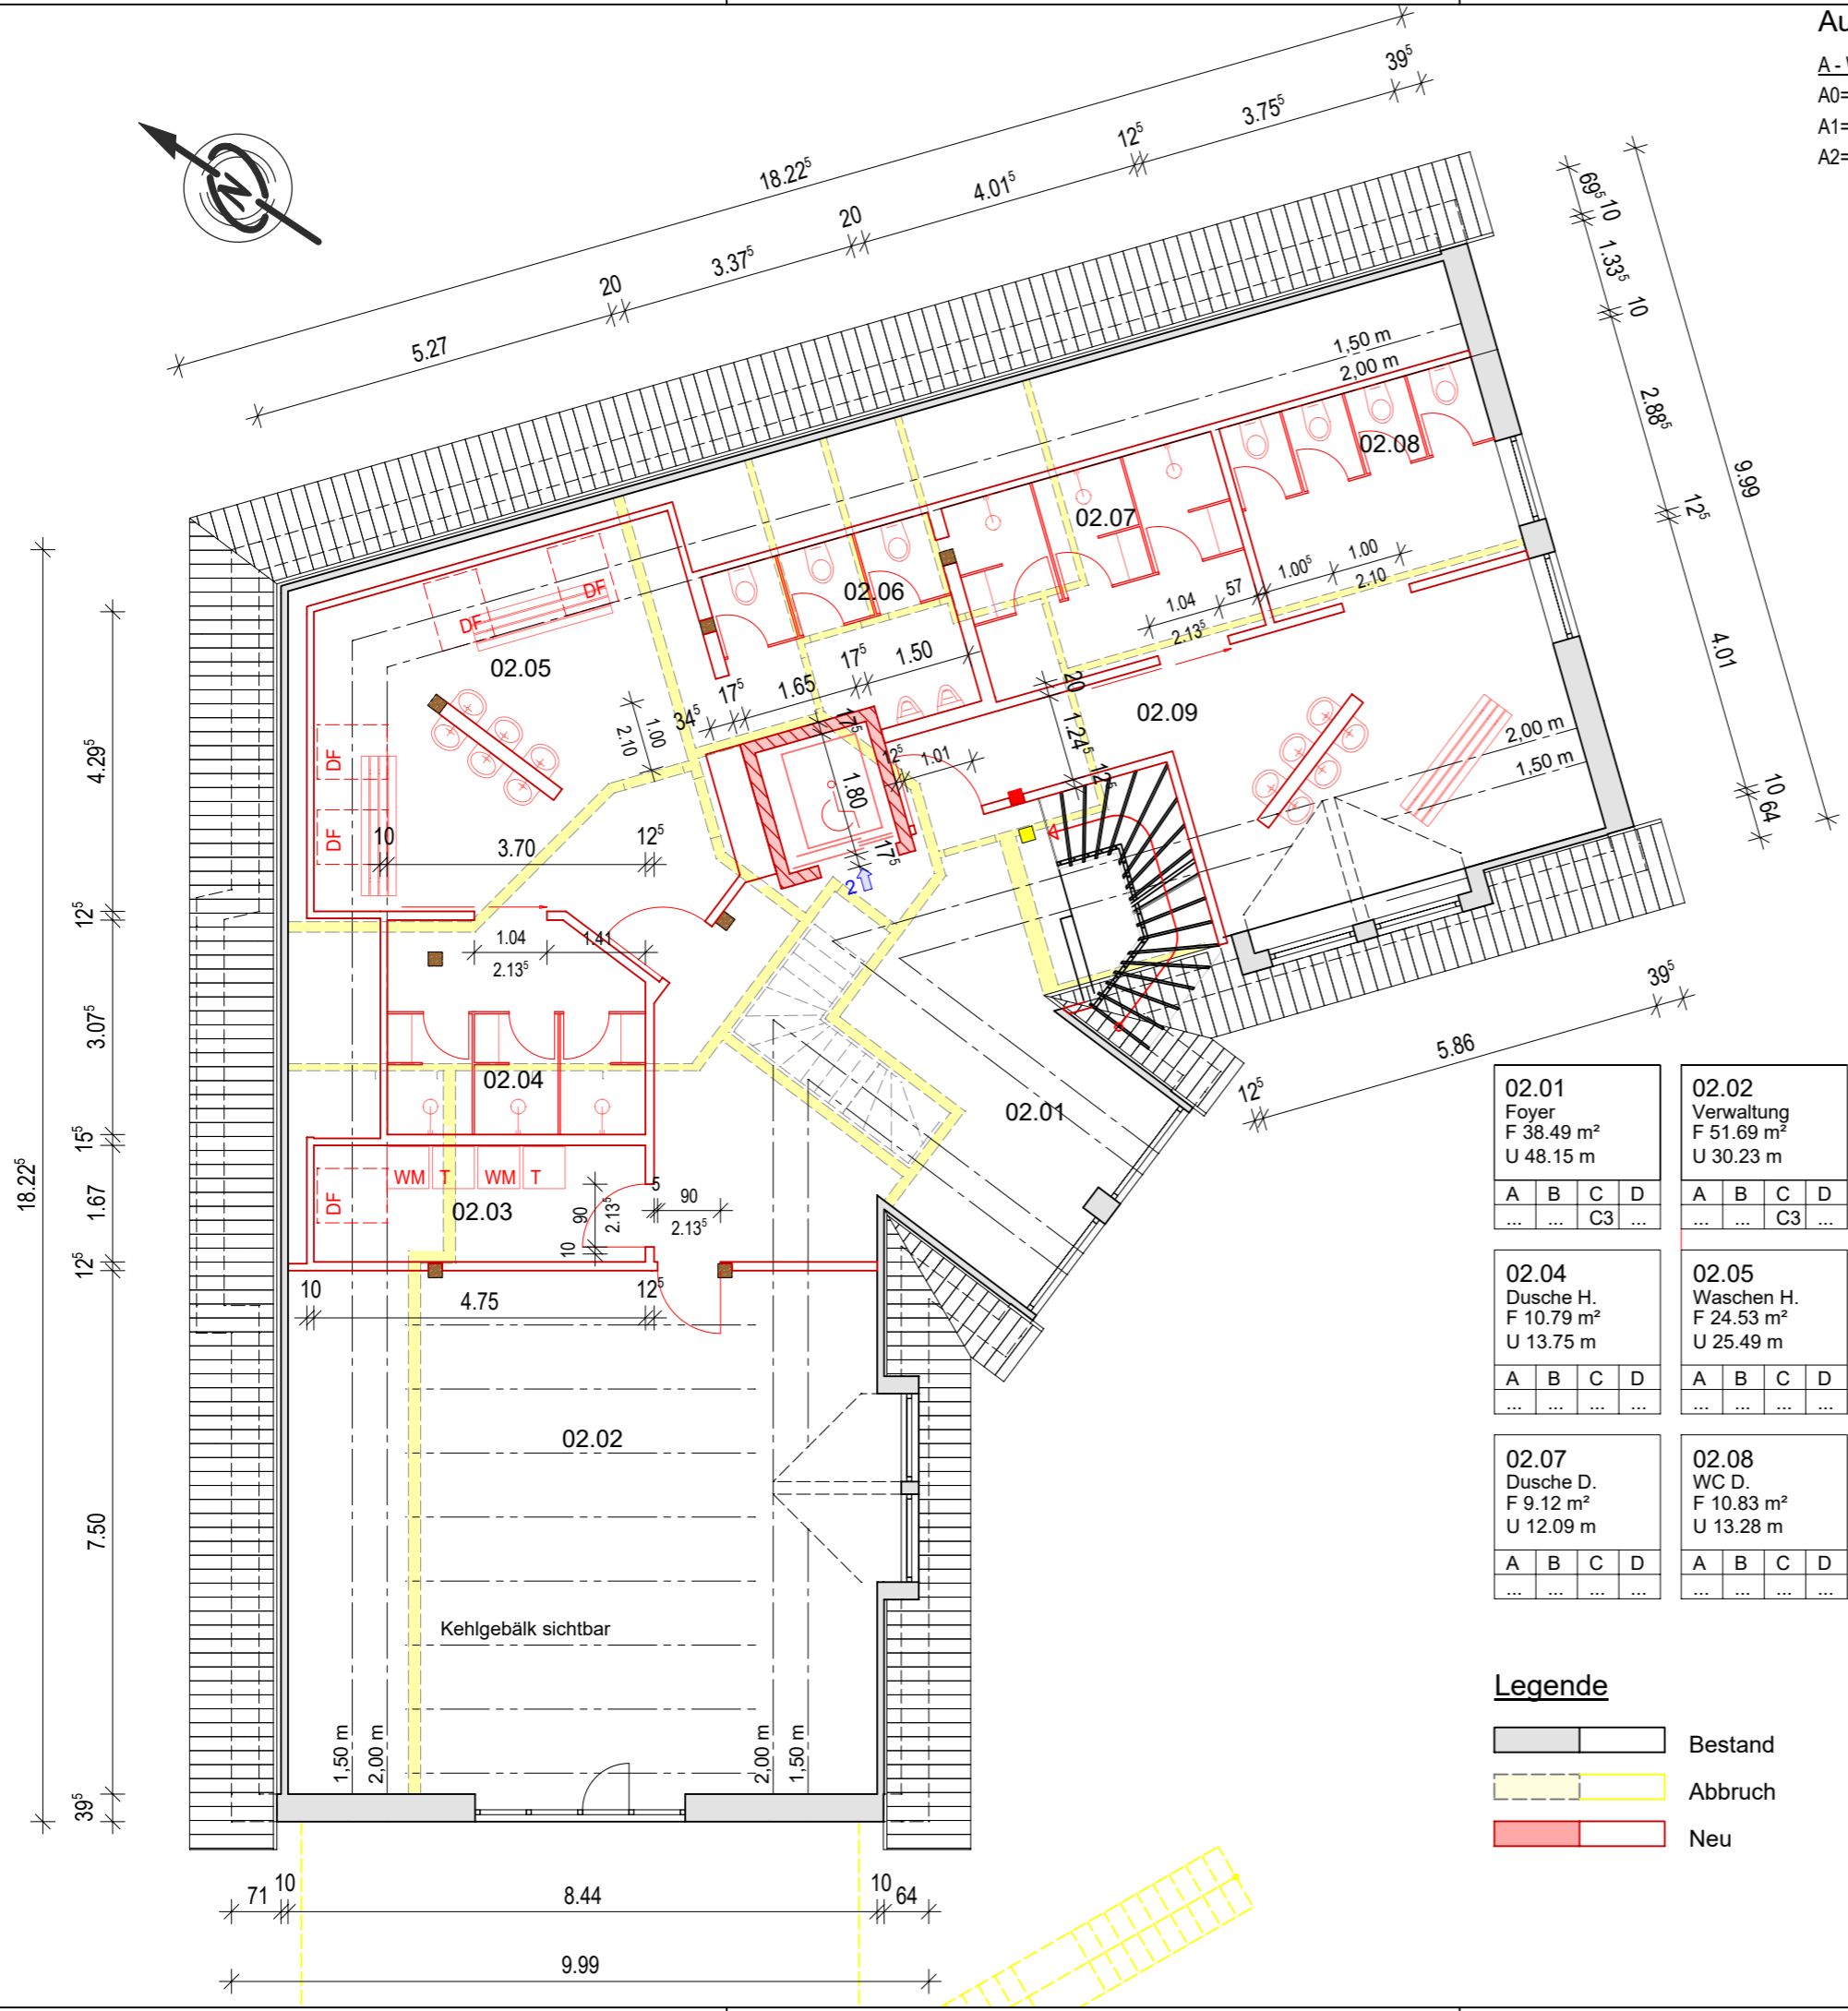 Au
A -
A0=
A1=
A2=
N
18.22⁵
5.27
20
3.37⁵
20
4.01⁵
12⁵
3.75⁵
39⁵
69⁵
10
1.33⁵
10
2.88⁵
12⁵
4.01
10
64
9.99
1,50 m
2,00 m
02.08
02.07
02.06
02.05
02.09
DF
DF
DF
DF
1.00⁵
1.00
2.10
1.04
57
2.13⁵
17⁵
1.50
17⁵
1.65
34⁵
1.00
2.10
20
1.24⁵
12⁵
17⁵
1.80
17⁵
12⁵
1.01
2
2,00 m
1,50 m
10
3.70
12⁵
1.04
2.13⁵
1.41
39⁵
5.86
12⁵
02.04
02.01
WM
T
WM
T
DF
02.03
90
2.13⁵
10
5
90
2.13⁵
10
4.75
12⁵
18.22⁵
4.29⁵
12⁵
3.07⁵
15⁵
1.67
12⁵
7.50
39⁵
02.02
Kehlgebälk sichtbar
1,50 m
2,00 m
2,00 m
1,50 m
71
10
8.44
10
64
9.99
02.01
Foyer
F 38.49 m²
U 48.15 m
A B C D
... ... C3 ...
02.02
Verwaltung
F 51.69 m²
U 30.23 m
A B C D
... ... C3 ...
02.04
Dusche H.
F 10.79 m²
U 13.75 m
A B C D
... ... ... ...
02.05
Waschen H.
F 24.53 m²
U 25.49 m
A B C D
... ... ... ...
02.07
Dusche D.
F 9.12 m²
U 12.09 m
A B C D
... ... ... ...
02.08
WC D.
F 10.83 m²
U 13.28 m
A B C D
... ... ... ...
Legende
Bestand
Abbruch
Neu